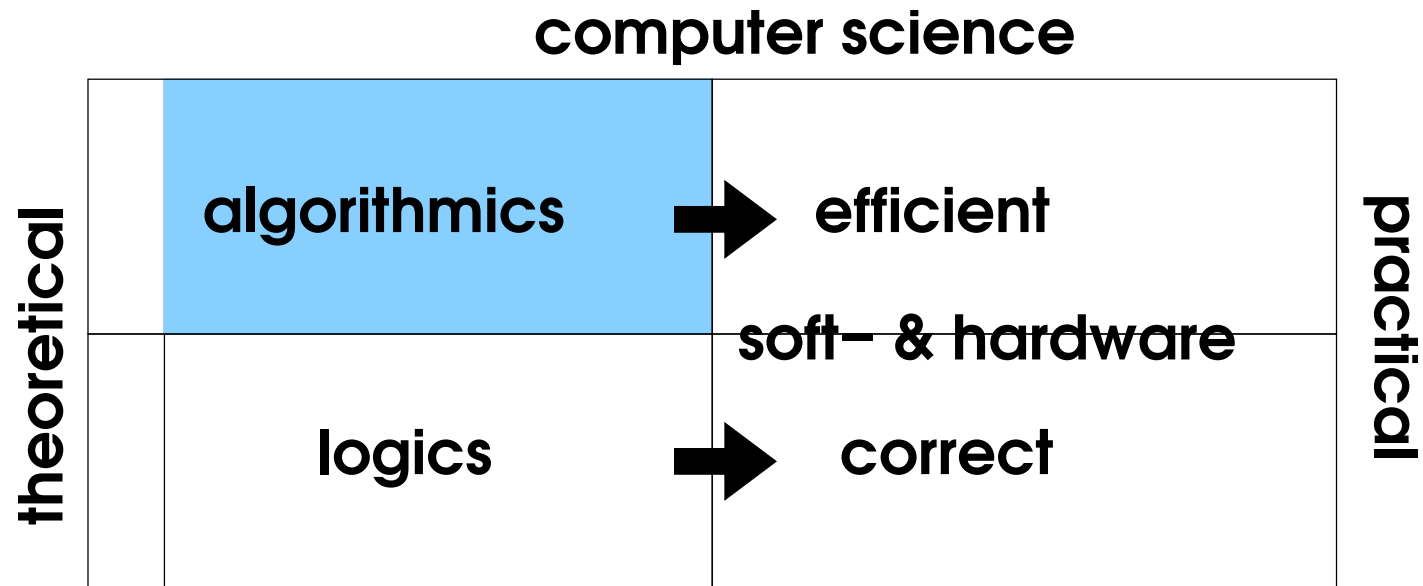 computer science
theoretical
algorithmics
efficient
practical
soft– & hardware
logics
correct